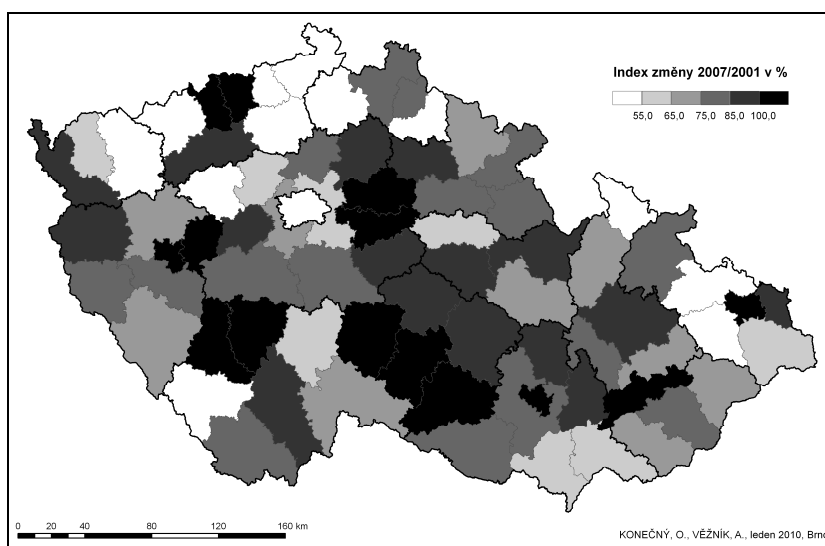 Index změny 2007/2001 v %
55,0 65,0 75,0 85,0 100,0
0 20 40 80 120 160 km
KONEČNÝ, O., VĚŽNÍK, A., leden 2010, Brno